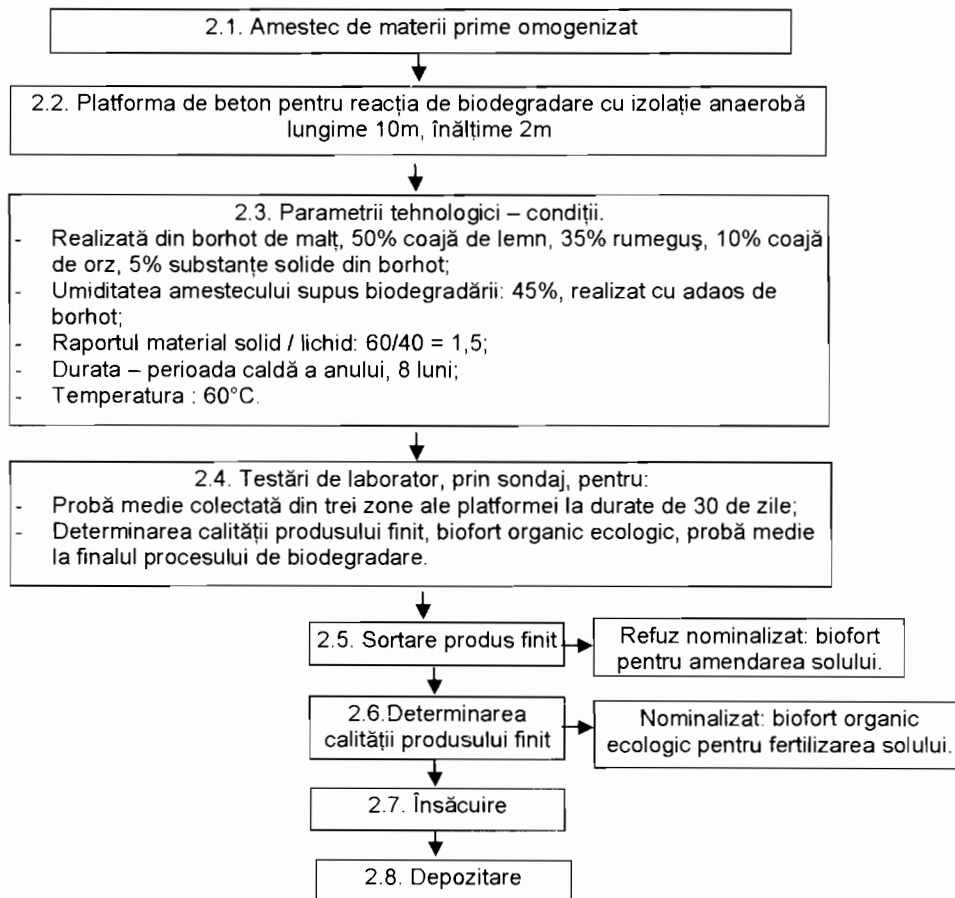 2.1. Amestec de materii prime omogenizat
2.2. Platforma de beton pentru reacția de biodegradare cu izolație anaerobă
lungime 10m, înălțime 2m
2.3. Parametrii tehnologici – condiții.
- Realizată din borhot de malț, 50% coajă de lemn, 35% rumeguș, 10% coajă
de orz, 5% substanțe solide din borhot;
- Umiditatea amestecului supus biodegradării: 45%, realizat cu adaos de
borhot;
- Raportul material solid / lichid: 60/40 = 1,5;
- Durata – perioada caldă a anului, 8 luni;
- Temperatura : 60°C.
2.4. Testări de laborator, prin sondaj, pentru:
- Probă medie colectată din trei zone ale platformei la durate de 30 de zile;
- Determinarea calității produsului finit, biofort organic ecologic, probă medie
la finalul procesului de biodegradare.
2.5. Sortare produs finit
Refuz nominalizat: biofort
pentru amendarea solului.
2.6.Determinarea
calității produsului finit
Nominalizat: biofort organic
ecologic pentru fertilizarea solului.
2.7. Însăcuire
2.8. Depozitare